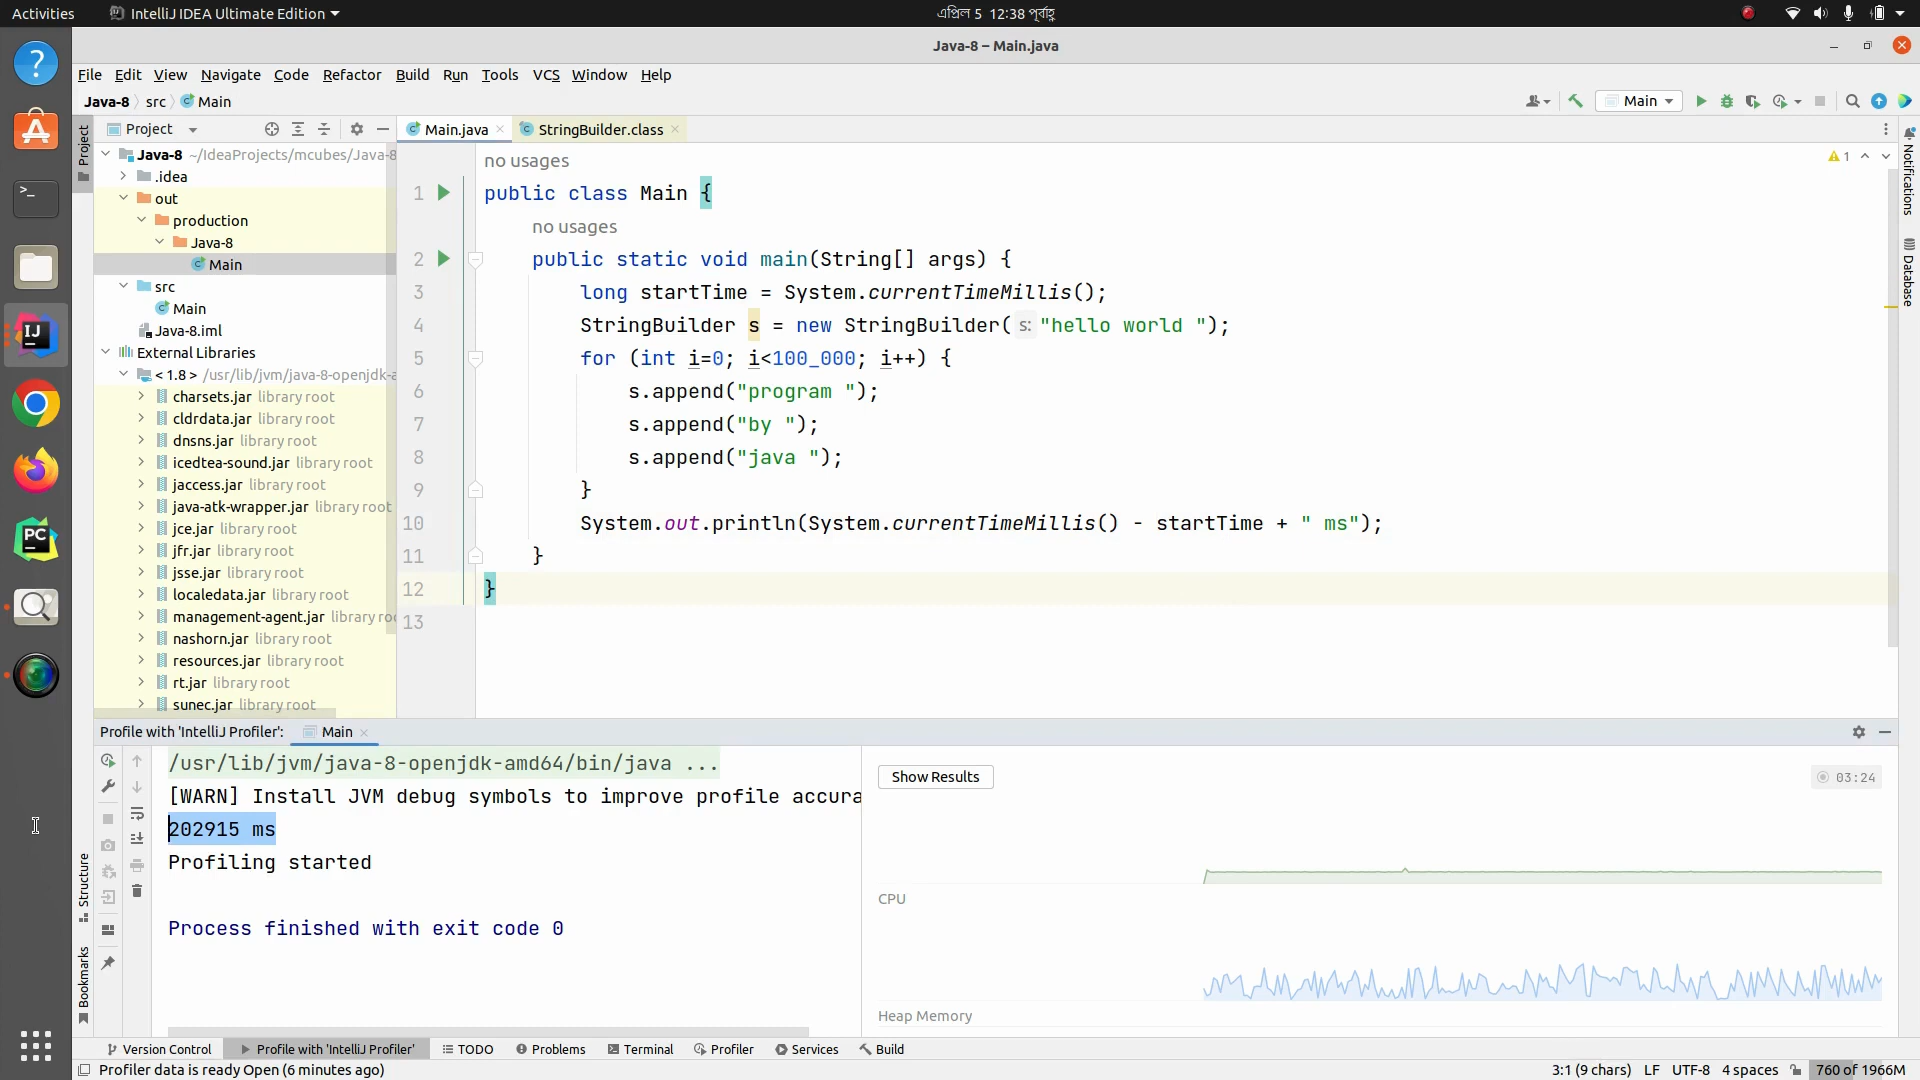 Activities
IntelliJ IDEA Ultimate Edition
এপ্রিল 5 12:38 পূর্বাহ্ণ
Java-8 – Main.java
File Edit View Navigate Code Refactor Build Run Tools VCS Window Help
Java-8 src Main
Main
Project
Main.java
StringBuilder.class
Project
Java-8 ~/IdeaProjects/mcubes/Java-8
.idea
out
production
Java-8
Main
src
Main
Java-8.iml
External Libraries
< 1.8 > /usr/lib/jvm/java-8-openjdk-a
charsets.jar library root
cldrdata.jar library root
dnsns.jar library root
icedtea-sound.jar library root
jaccess.jar library root
java-atk-wrapper.jar library root
jce.jar library root
jfr.jar library root
jsse.jar library root
localedata.jar library root
management-agent.jar library roo
nashorn.jar library root
resources.jar library root
rt.jar library root
sunec.jar library root
no usages
1 public class Main {
no usages
2 public static void main(String[] args) {
3 long startTime = System.currentTimeMillis();
4 StringBuilder s = new StringBuilder( s: "hello world ");
5 for (int i=0; i<100_000; i++) {
6 s.append("program ");
7 s.append("by ");
8 s.append("java ");
9 }
10 System.out.println(System.currentTimeMillis() - startTime + " ms");
11 }
12 }
13
1
Notifications
Database
Profile with 'IntelliJ Profiler':
Main
/usr/lib/jvm/java-8-openjdk-amd64/bin/java ...
[WARN] Install JVM debug symbols to improve profile accura
202915 ms
Profiling started
Process finished with exit code 0
Show Results
03:24
CPU
Heap Memory
Structure
Bookmarks
Version Control
Profile with 'IntelliJ Profiler'
TODO
Problems
Terminal
Profiler
Services
Build
Profiler data is ready Open (6 minutes ago)
3:1 (9 chars) LF UTF-8 4 spaces 760 of 1966M
IJ
PC